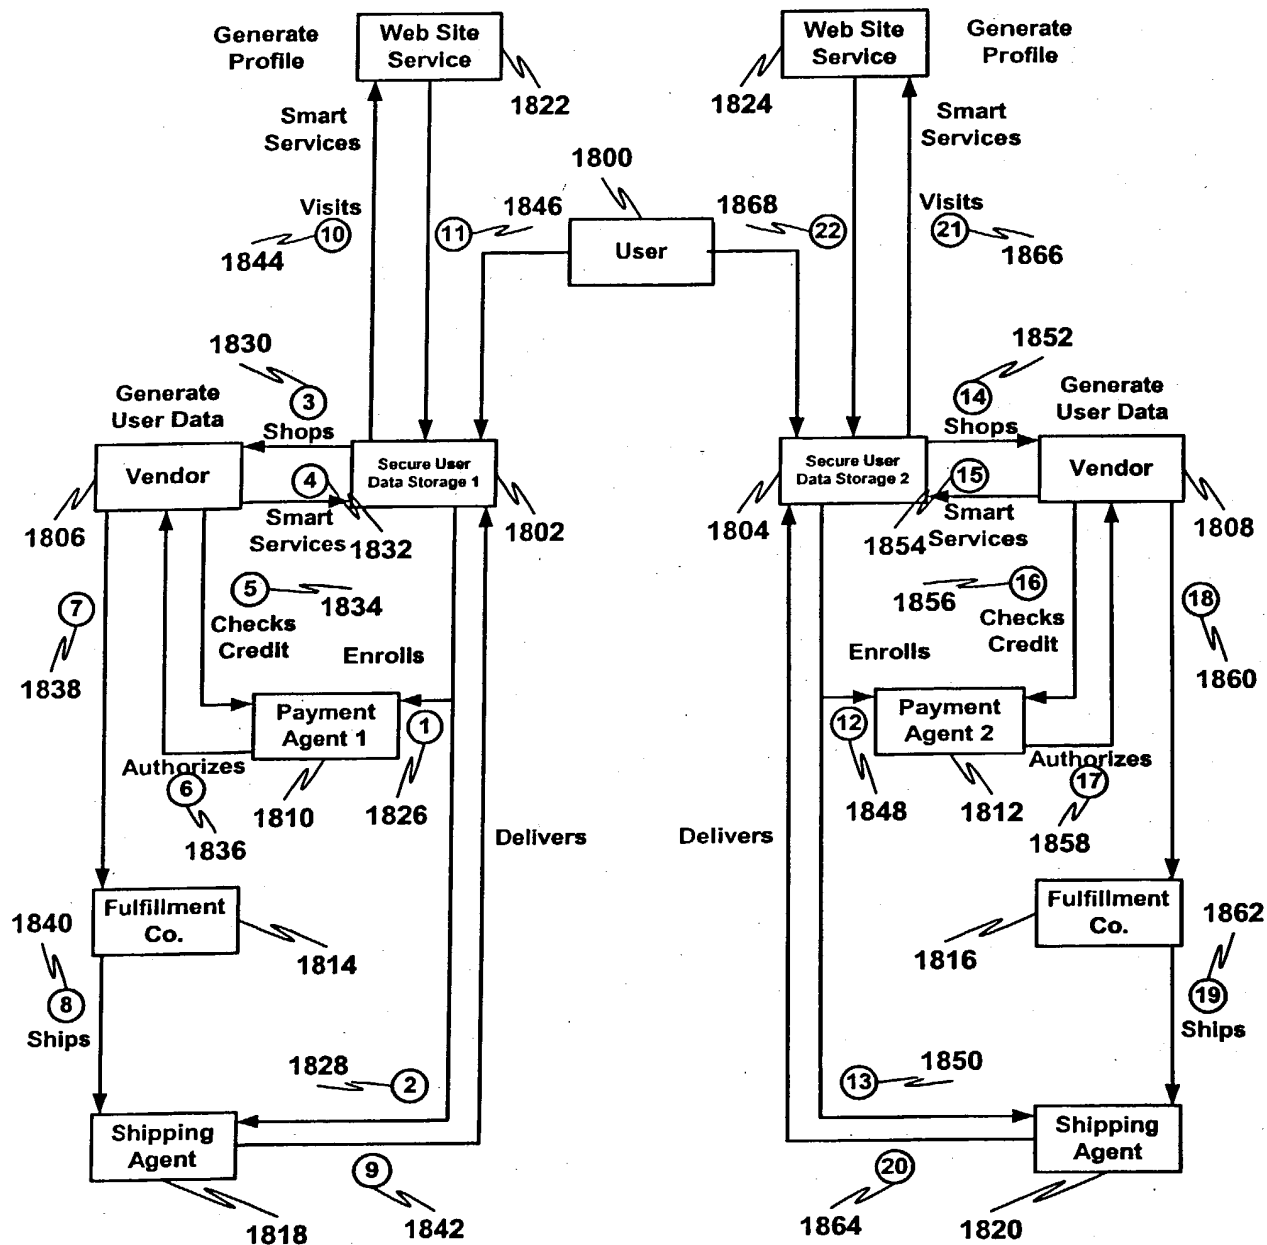 Generate
Profile
Web Site
Service
1822
Web Site
Service
1824
Generate
Profile
Smart
Services
Smart
Services
1800
User
Visits
10
1844
11
1846
1868
22
Visits
21
1866
1830
3
Generate
User Data
Shops
Vendor
1806
4
Smart
Services
1832
Secure User
Data Storage 1
1802
1852
14
Generate
User Data
Shops
Secure User
Data Storage 2
1804
15
Smart
Services
1854
Vendor
1808
5
1834
Checks
Credit
7
1838
Enrolls
Payment
Agent 1
1810
1
1826
Authorizes
6
1836
Delivers
1856
16
Checks
Credit
18
1860
Enrolls
Payment
Agent 2
1812
12
1848
Authorizes
17
1858
Delivers
Fulfillment
Co.
1814
1840
8
Ships
Fulfillment
Co.
1816
1862
19
Ships
1828
2
Shipping
Agent
1818
9
1842
1850
13
Shipping
Agent
1820
20
1864